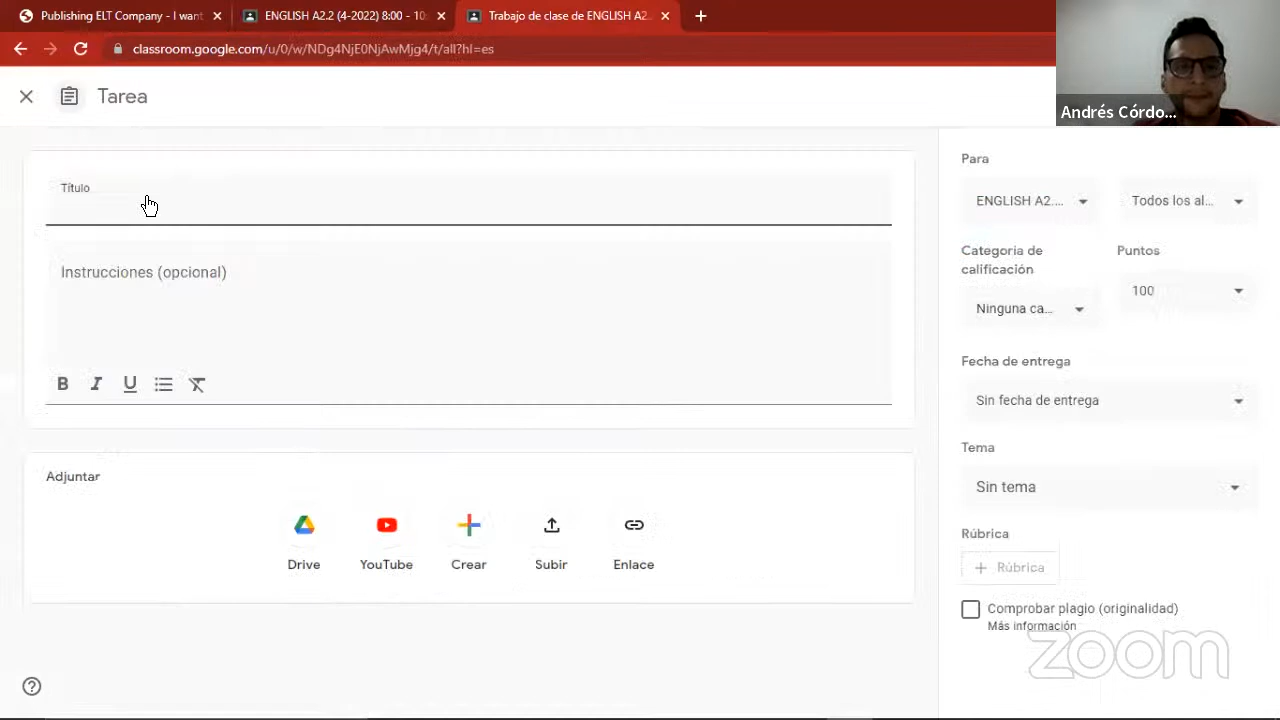 Publishing ELT Company - I want
ENGLISH A2.2 (4-2022) 8:00 - 10:
Trabajo de clase de ENGLISH A2.
classroom.google.com/u/0/w/NDg4NjE0NjAwMjg4/t/all?hl=es
Andrés Córdo...
Tarea
Título
Instrucciones (opcional)
B I U
Adjuntar
Drive YouTube Crear Subir Enlace
Para
ENGLISH A2.... Todos los al...
Categoría de calificación
Puntos
Ninguna ca...
100
Fecha de entrega
Sin fecha de entrega
Tema
Sin tema
Rúbrica
+ Rúbrica
Comprobar plagio (originalidad)
Más información
zoom